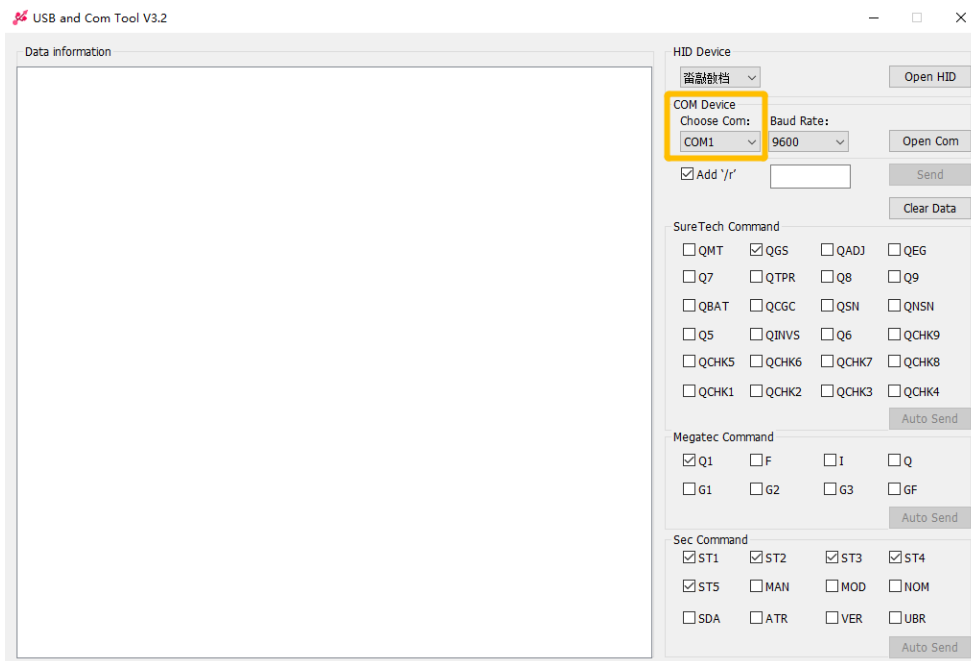 USB and Com Tool V3.2
Data information
HID Device
畓敲敎档 Open HID
COM Device
Choose Com: Baud Rate:
COM1 9600 Open Com
Add '/r' Send
Clear Data
SureTech Command
QMT QGS QADJ QEG
Q7 QTPR Q8 Q9
QBAT QCGC QSN QNSN
Q5 QINVS Q6 QCHK9
QCHK5 QCHK6 QCHK7 QCHK8
QCHK1 QCHK2 QCHK3 QCHK4
Auto Send
Megatec Command
Q1 F I Q
G1 G2 G3 GF
Auto Send
Sec Command
ST1 ST2 ST3 ST4
ST5 MAN MOD NOM
SDA ATR VER UBR
Auto Send